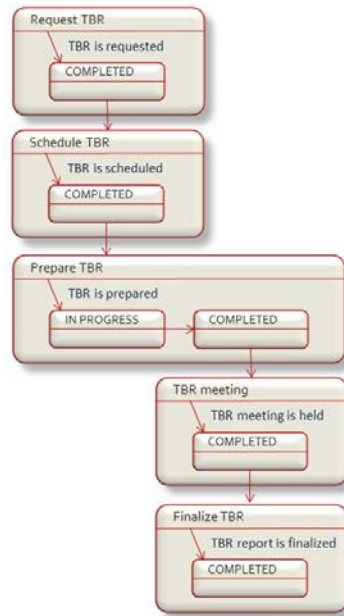 Request TBR
TBR is requested
COMPLETED
Schedule TBR
TBR is scheduled
COMPLETED
Prepare TBR
TBR is prepared
IN PROGRESS
COMPLETED
TBR meeting
TBR meeting is held
COMPLETED
Finalize TBR
TBR report is finalized
COMPLETED